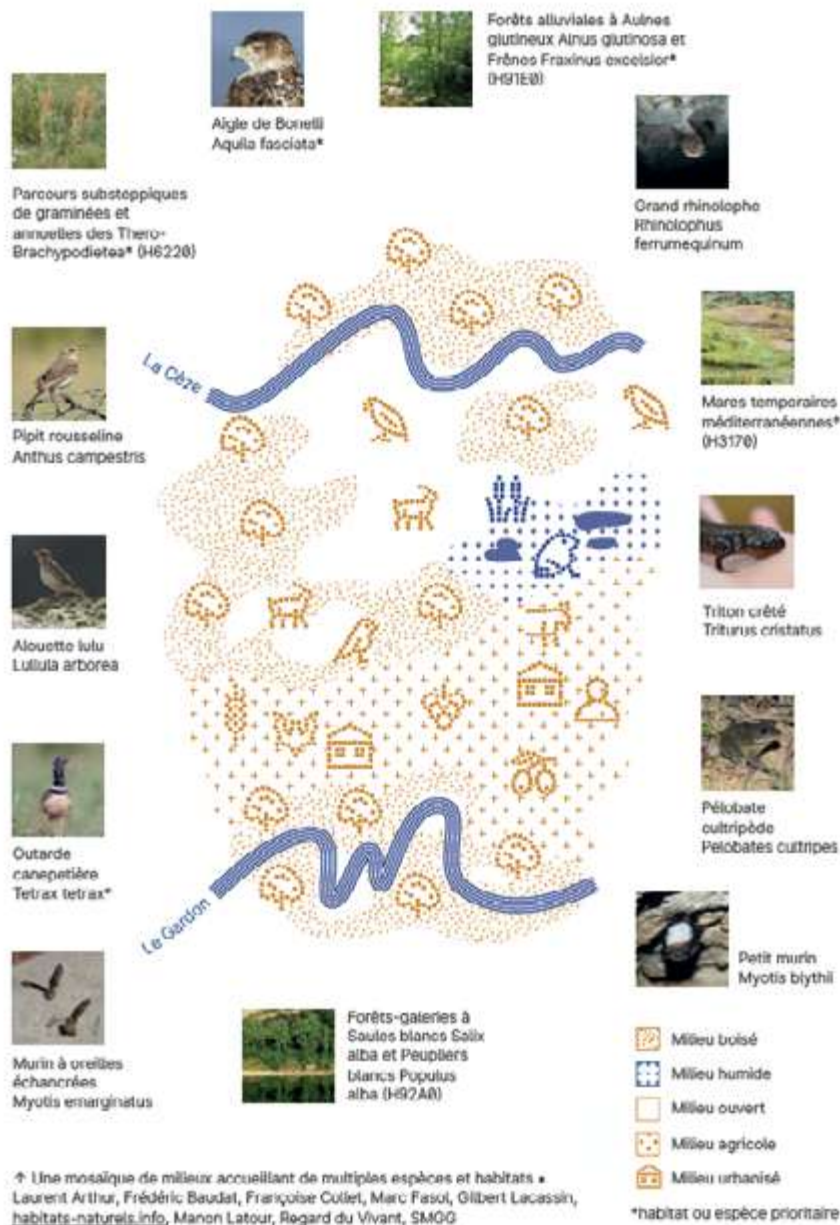 Forêts alluviales à Aulnes
glutineux Alnus glutinosa et
Frênes Fraxinus excelsior*
(H91E0)
Aigle de Bonelli
Aquila fasciata*
Parcours substeppiques
de graminées et
annuelles des Thero-
Brachypodietea* (H6220)
Grand rhinolophe
Rhinolophus
ferrumequinum
La Cèze
Mares temporaires
méditerranéennes*
(H3170)
Pipit rousseline
Anthus campestris
Triton crêté
Triturus cristatus
Alouette lulu
Lullula arborea
Pélobate
cultripède
Pelobates cultripes
Outarde
canepetière
Tetrax tetrax*
Le Gardon
Petit murin
Myotis blythii
Murin à oreilles
échancrées
Myotis emarginatus
Forêts-galeries à
Saules blancs Salix
alba et Peupliers
blancs Populus
alba (H92A0)
Milieu boisé
Milieu humide
Milieu ouvert
Milieu agricole
Milieu urbanisé
↑ Une mosaïque de milieux accueillant de multiples espèces et habitats •
Laurent Arthur, Frédéric Baudat, Françoise Collet, Marc Fasol, Gilbert Lacassin,
habitats-naturels.info, Manon Latour, Regard du Vivant, SMGG
*habitat ou espèce prioritaire